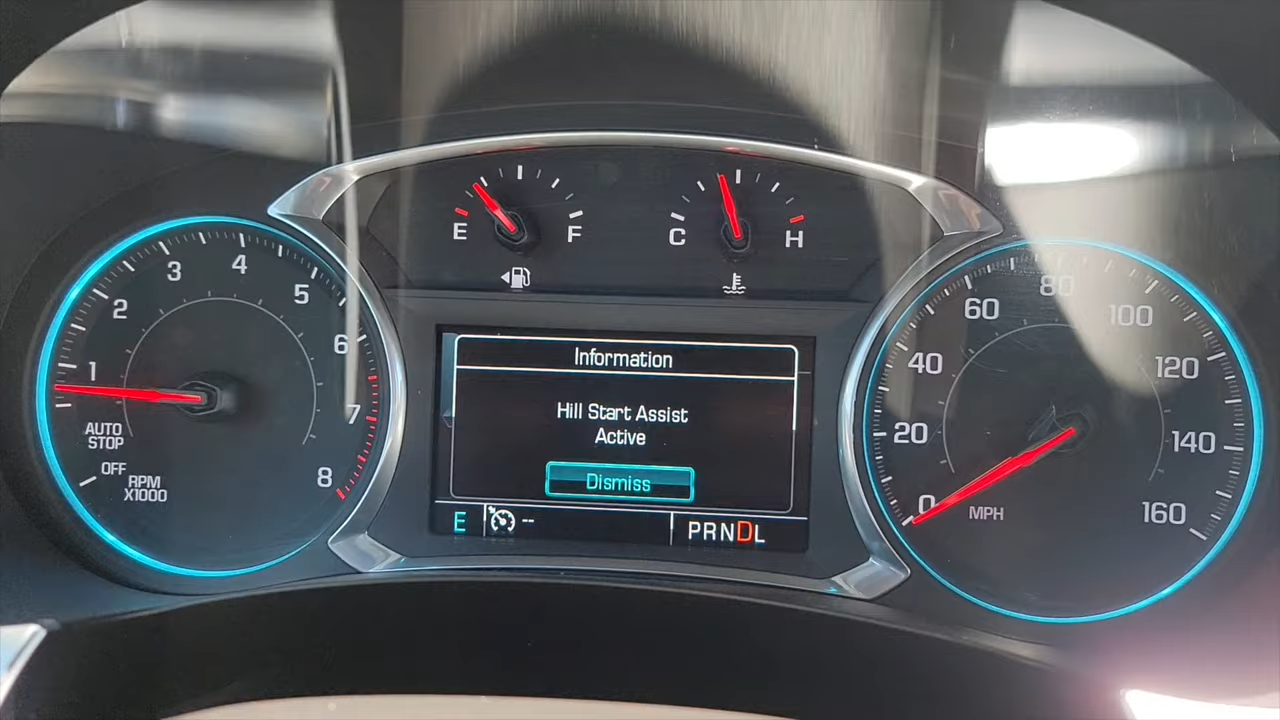 E
F
C
H
1
2
3
4
5
6
7
8
AUTO
STOP
OFF
RPM
X1000
Information
Hill Start Assist
Active
Dismiss
E
--
PRNDL
0
20
40
60
80
100
120
140
160
MPH